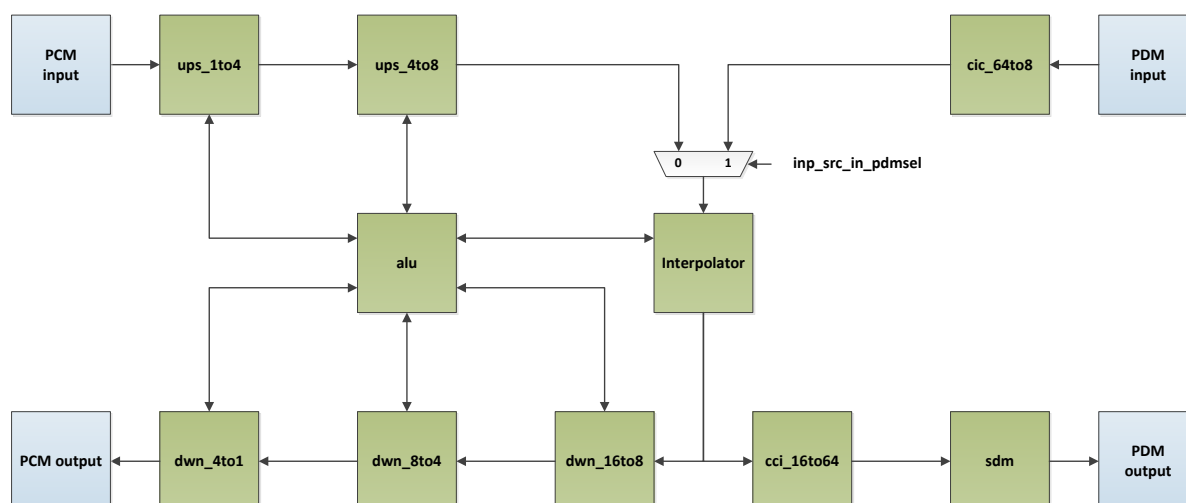 PCM
input
ups_1to4
ups_4to8
cic_64to8
PDM
input
0
1
inp_src_in_pdmsel
alu
Interpolator
PCM output
dwn_4to1
dwn_8to4
dwn_16to8
cci_16to64
sdm
PDM
output